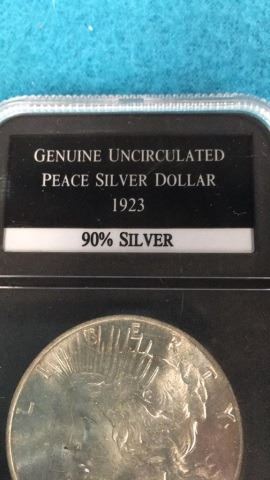 GENUINE UNCIRCULATED
PEACE SILVER DOLLAR
1923
90% SILVER
LIBERTY